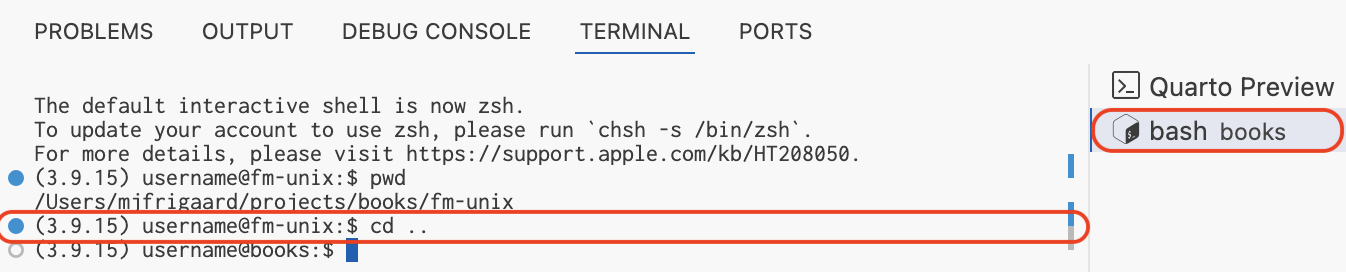 PROBLEMS OUTPUT DEBUG CONSOLE TERMINAL PORTS
The default interactive shell is now zsh.
To update your account to use zsh, please run `chsh -s /bin/zsh`.
For more details, please visit https://support.apple.com/kb/HT208050.
(3.9.15) username@fm-unix:$ pwd
/Users/mjfrigaard/projects/books/fm-unix
(3.9.15) username@fm-unix:$ cd ..
(3.9.15) username@books:$
Quarto Preview
bash books